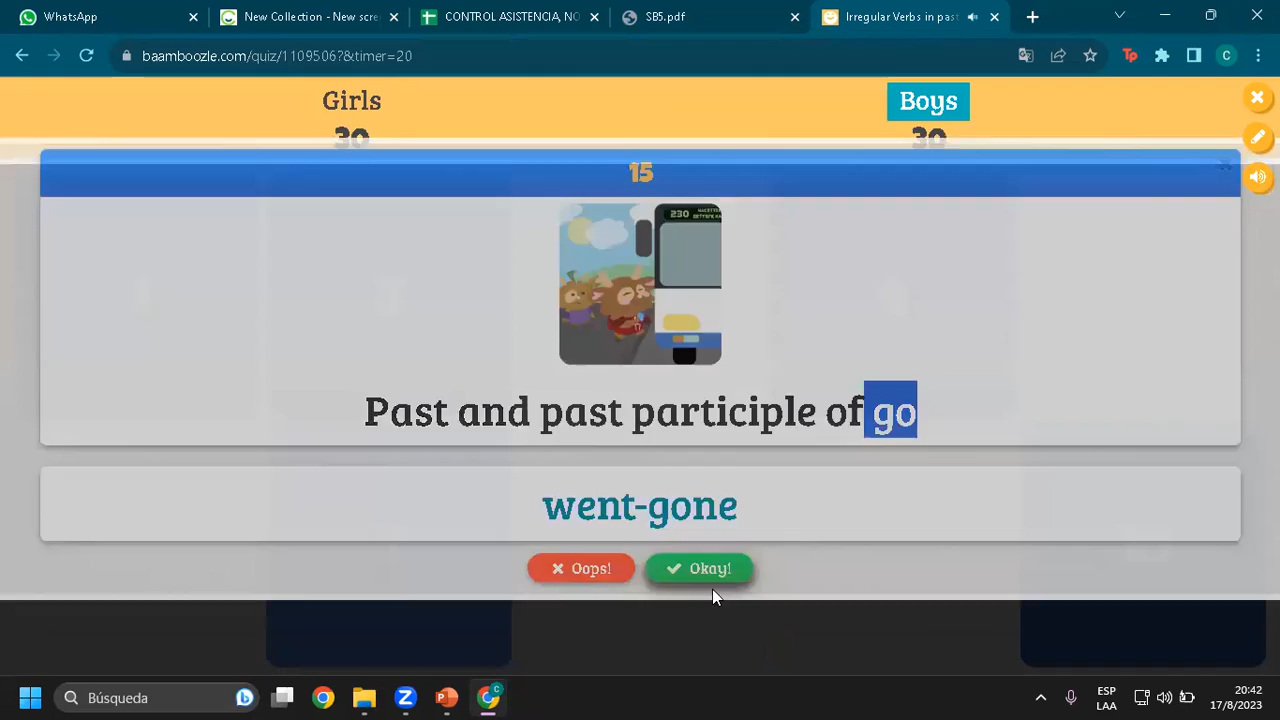 WhatsApp
New Collection - New scre
CONTROL ASISTENCIA, NO
SB5.pdf
Irregular Verbs in past
baamboozle.com/quiz/1109506?&timer=20
Girls
30
Boys
30
15
230
Past and past participle of go
went-gone
Oops!
Okay!
Búsqueda
ESP
LAA
20:42
17/8/2023